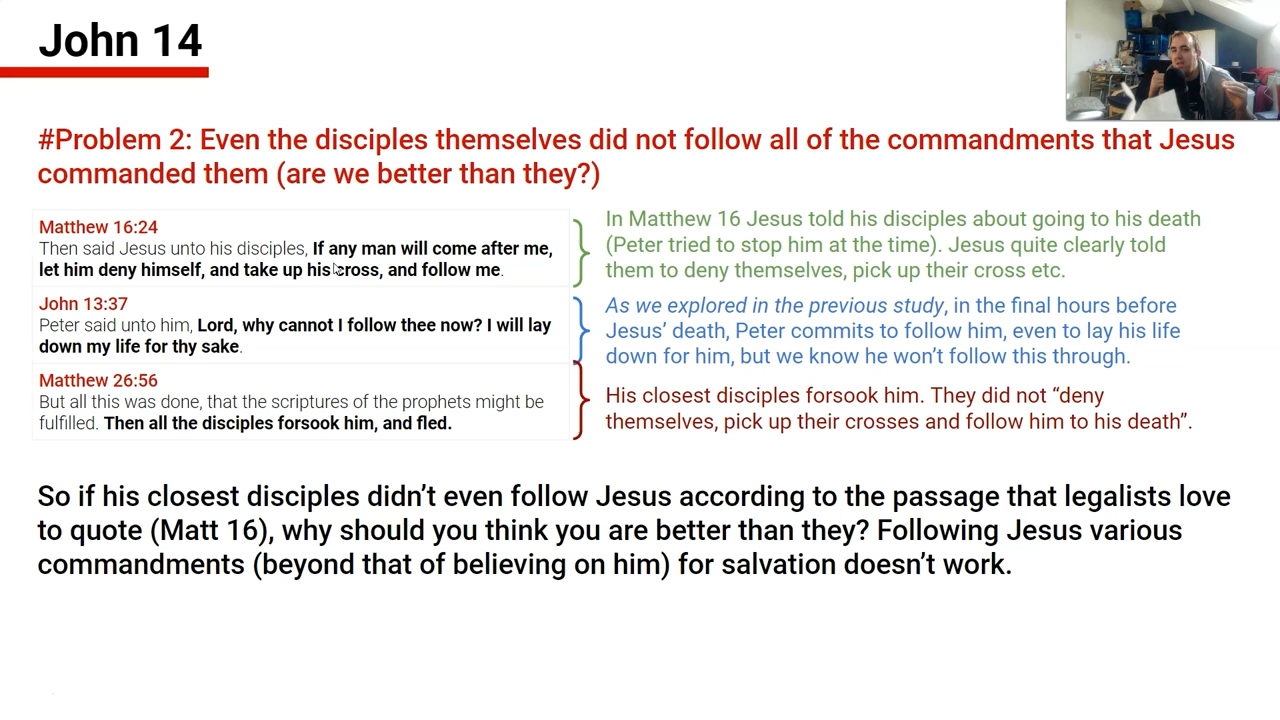 John 14
#Problem 2: Even the disciples themselves did not follow all of the commandments that Jesus
commanded them (are we better than they?)
Matthew 16:24
Then said Jesus unto his disciples, If any man will come after me,
let him deny himself, and take up his cross, and follow me.
In Matthew 16 Jesus told his disciples about going to his death
(Peter tried to stop him at the time). Jesus quite clearly told
them to deny themselves, pick up their cross etc.
John 13:37
Peter said unto him, Lord, why cannot I follow thee now? I will lay
down my life for thy sake.
As we explored in the previous study, in the final hours before
Jesus’ death, Peter commits to follow him, even to lay his life
down for him, but we know he won’t follow this through.
Matthew 26:56
But all this was done, that the scriptures of the prophets might be
fulfilled. Then all the disciples forsook him, and fled.
His closest disciples forsook him. They did not “deny
themselves, pick up their crosses and follow him to his death”.
So if his closest disciples didn’t even follow Jesus according to the passage that legalists love
to quote (Matt 16), why should you think you are better than they? Following Jesus various
commandments (beyond that of believing on him) for salvation doesn’t work.